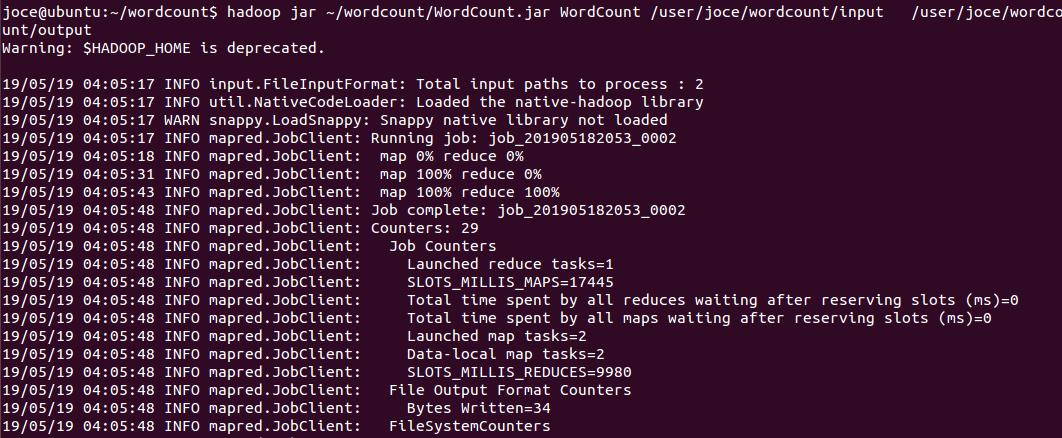 joce@ubuntu:~/wordcount$ hadoop jar ~/wordcount/WordCount.jar WordCount /user/joce/wordcount/input   /user/joce/wordco
unt/output
Warning: $HADOOP_HOME is deprecated.

19/05/19 04:05:17 INFO input.FileInputFormat: Total input paths to process : 2
19/05/19 04:05:17 INFO util.NativeCodeLoader: Loaded the native-hadoop library
19/05/19 04:05:17 WARN snappy.LoadSnappy: Snappy native library not loaded
19/05/19 04:05:17 INFO mapred.JobClient: Running job: job_201905182053_0002
19/05/19 04:05:18 INFO mapred.JobClient:  map 0% reduce 0%
19/05/19 04:05:31 INFO mapred.JobClient:  map 100% reduce 0%
19/05/19 04:05:43 INFO mapred.JobClient:  map 100% reduce 100%
19/05/19 04:05:48 INFO mapred.JobClient: Job complete: job_201905182053_0002
19/05/19 04:05:48 INFO mapred.JobClient: Counters: 29
19/05/19 04:05:48 INFO mapred.JobClient:   Job Counters
19/05/19 04:05:48 INFO mapred.JobClient:     Launched reduce tasks=1
19/05/19 04:05:48 INFO mapred.JobClient:     SLOTS_MILLIS_MAPS=17445
19/05/19 04:05:48 INFO mapred.JobClient:     Total time spent by all reduces waiting after reserving slots (ms)=0
19/05/19 04:05:48 INFO mapred.JobClient:     Total time spent by all maps waiting after reserving slots (ms)=0
19/05/19 04:05:48 INFO mapred.JobClient:     Launched map tasks=2
19/05/19 04:05:48 INFO mapred.JobClient:     Data-local map tasks=2
19/05/19 04:05:48 INFO mapred.JobClient:     SLOTS_MILLIS_REDUCES=9980
19/05/19 04:05:48 INFO mapred.JobClient:   File Output Format Counters
19/05/19 04:05:48 INFO mapred.JobClient:     Bytes Written=34
19/05/19 04:05:48 INFO mapred.JobClient:   FileSystemCounters